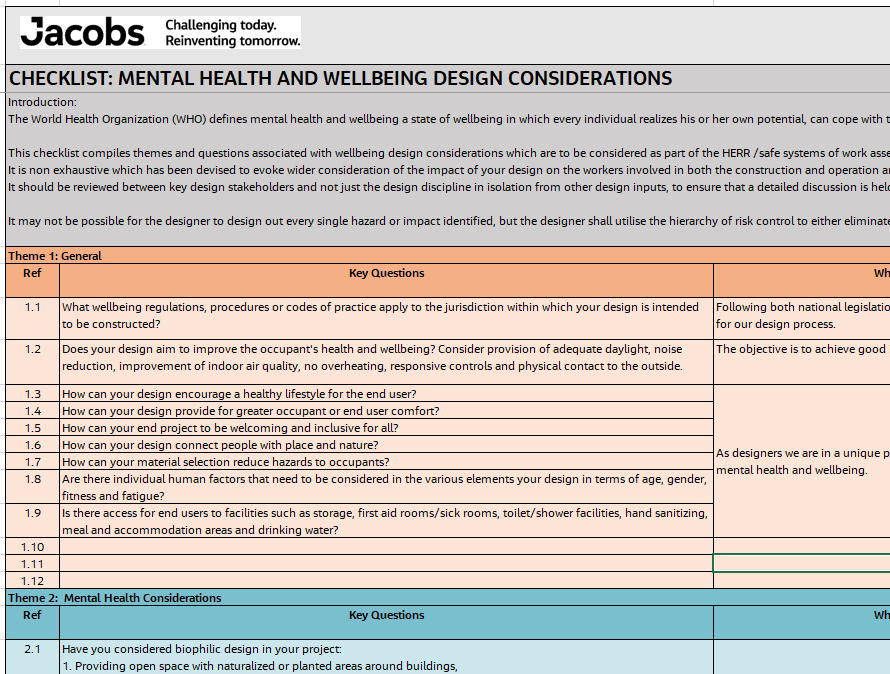 Jacobs
Challenging today.
Reinventing tomorrow.
CHECKLIST: MENTAL HEALTH AND WELLBEING DESIGN CONSIDERATIONS
Introduction:
The World Health Organization (WHO) defines mental health and wellbeing a state of wellbeing in which every individual realizes his or her own potential, can cope with t
This checklist compiles themes and questions associated with wellbeing design considerations which are to be considered as part of the HERR /safe systems of work asse
It is non exhaustive which has been devised to evoke wider consideration of the impact of your design on the workers involved in both the construction and operation a
It should be reviewed between key design stakeholders and not just the design discipline in isolation from other design inputs, to ensure that a detailed discussion is hel
It may not be possible for the designer to design out every single hazard or impact identified, but the designer shall utilise the hierarchy of risk control to either eliminate
Theme 1: General
Ref Key Questions Wh
1.1 What wellbeing regulations, procedures or codes of practice apply to the jurisdiction within which your design is intended Following both national legislatio
to be constructed? for our design process.
1.2 Does your design aim to improve the occupant's health and wellbeing? Consider provision of adequate daylight, noise The objective is to achieve good
reduction, improvement of indoor air quality, no overheating, responsive controls and physical contact to the outside.
1.3 How can your design encourage a healthy lifestyle for the end user?
1.4 How can your design provide for greater occupant or end user comfort?
1.5 How can your end project to be welcoming and inclusive for all?
1.6 How can your design connect people with place and nature?
1.7 How can your material selection reduce hazards to occupants?
As designers we are in a unique p
mental health and wellbeing.
1.8 Are there individual human factors that need to be considered in the various elements your design in terms of age, gender,
fitness and fatigue?
1.9 Is there access for end users to facilities such as storage, first aid rooms/sick rooms, toilet/shower facilities, hand sanitizing,
meal and accommodation areas and drinking water?
1.10
1.11
1.12
Theme 2: Mental Health Considerations
Ref Key Questions Wh
2.1 Have you considered biophilic design in your project:
1. Providing open space with naturalized or planted areas around buildings,